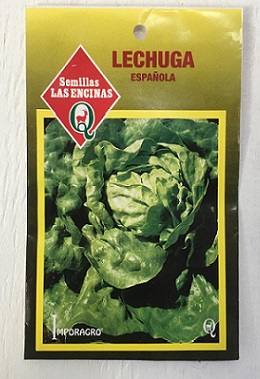 LECHUGA
ESPAÑOLA
Semillas
LAS ENCINAS
Q
IMPORAGRO